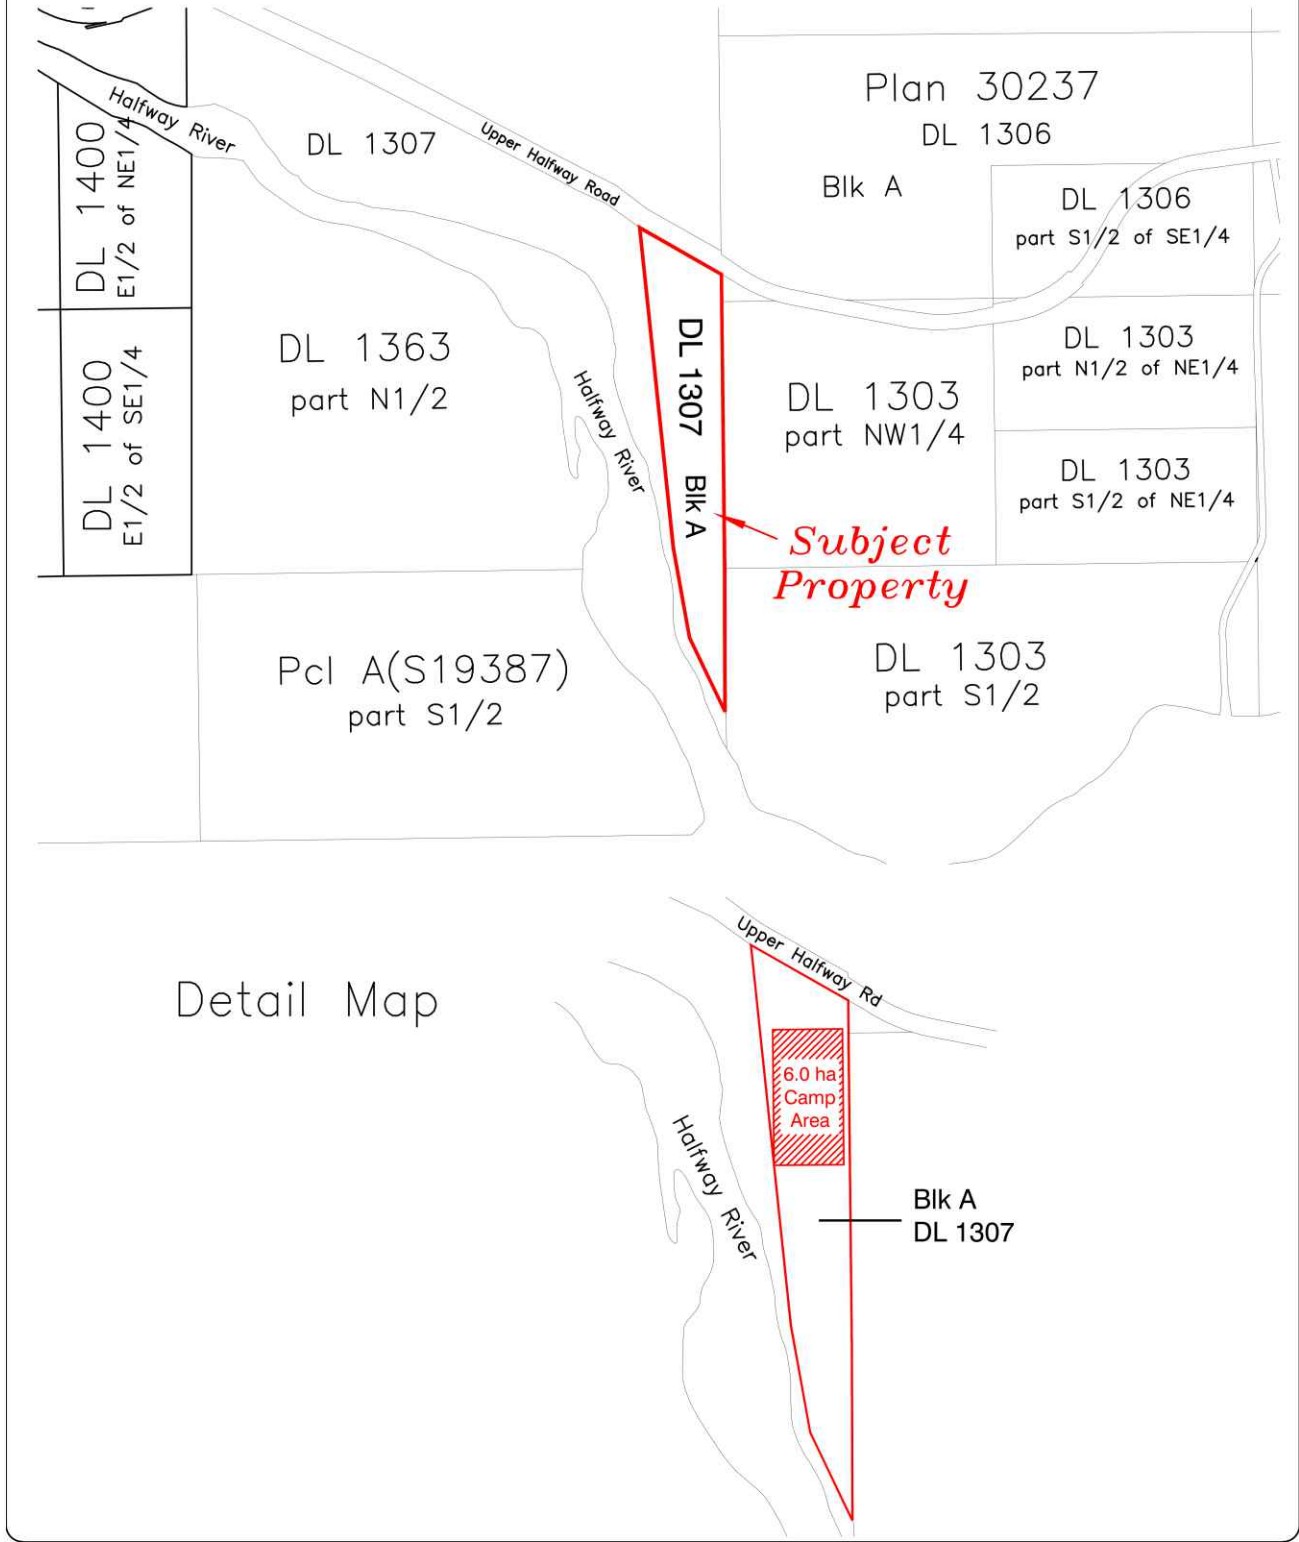 Halfway River
DL 1307
Upper Halfway Road
Plan 30237
DL 1306
Blk A
DL 1306
part S1/2 of SE1/4
DL 1400
E1/2 of NE1/4
DL 1363
part N1/2
DL 1400
E1/2 of SE1/4
Halfway River
DL 1307 Blk A
DL 1303
part NW1/4
DL 1303
part N1/2 of NE1/4
DL 1303
part S1/2 of NE1/4
Subject
Property
Pcl A(S19387)
part S1/2
DL 1303
part S1/2
Detail Map
Upper Halfway Rd
6.0 ha
Camp
Area
Halfway River
Blk A
DL 1307